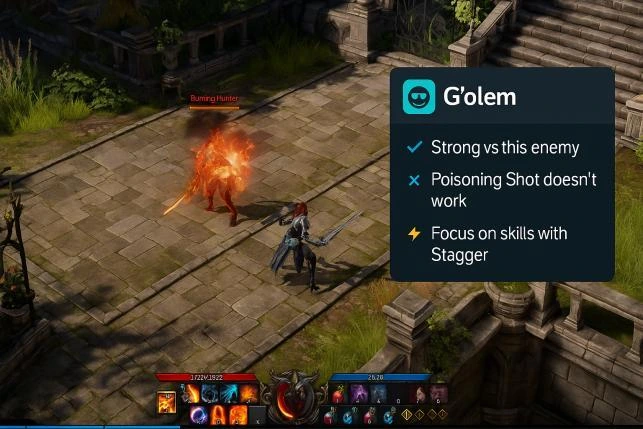 Burning Hunter
G'olem
Strong vs this enemy
Poisoning Shot doesn't
work
Focus on skills with
Stagger